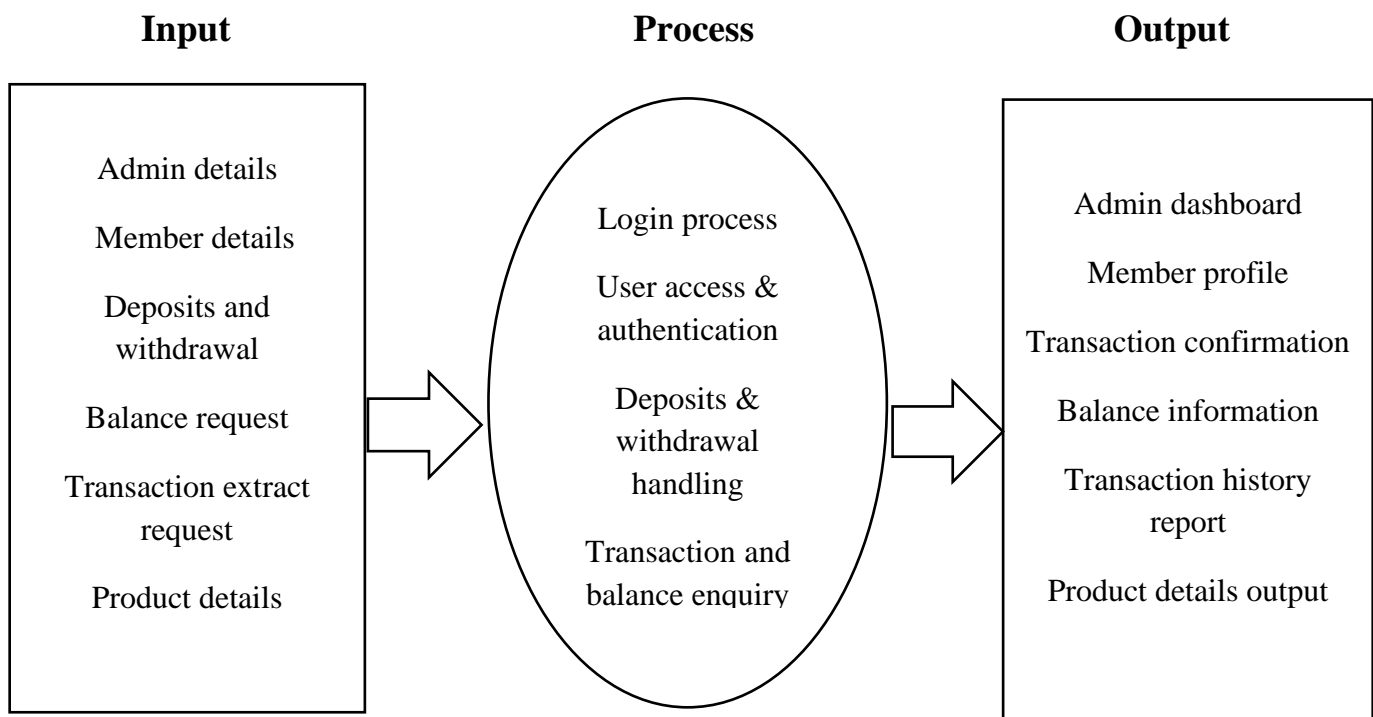 Input
Process
Output
Admin details
Member details
Deposits and
withdrawal
Balance request
Transaction extract
request
Product details
Login process
User access &
authentication
Deposits &
withdrawal
handling
Transaction and
balance enquiry
Admin dashboard
Member profile
Transaction confirmation
Balance information
Transaction history
report
Product details output